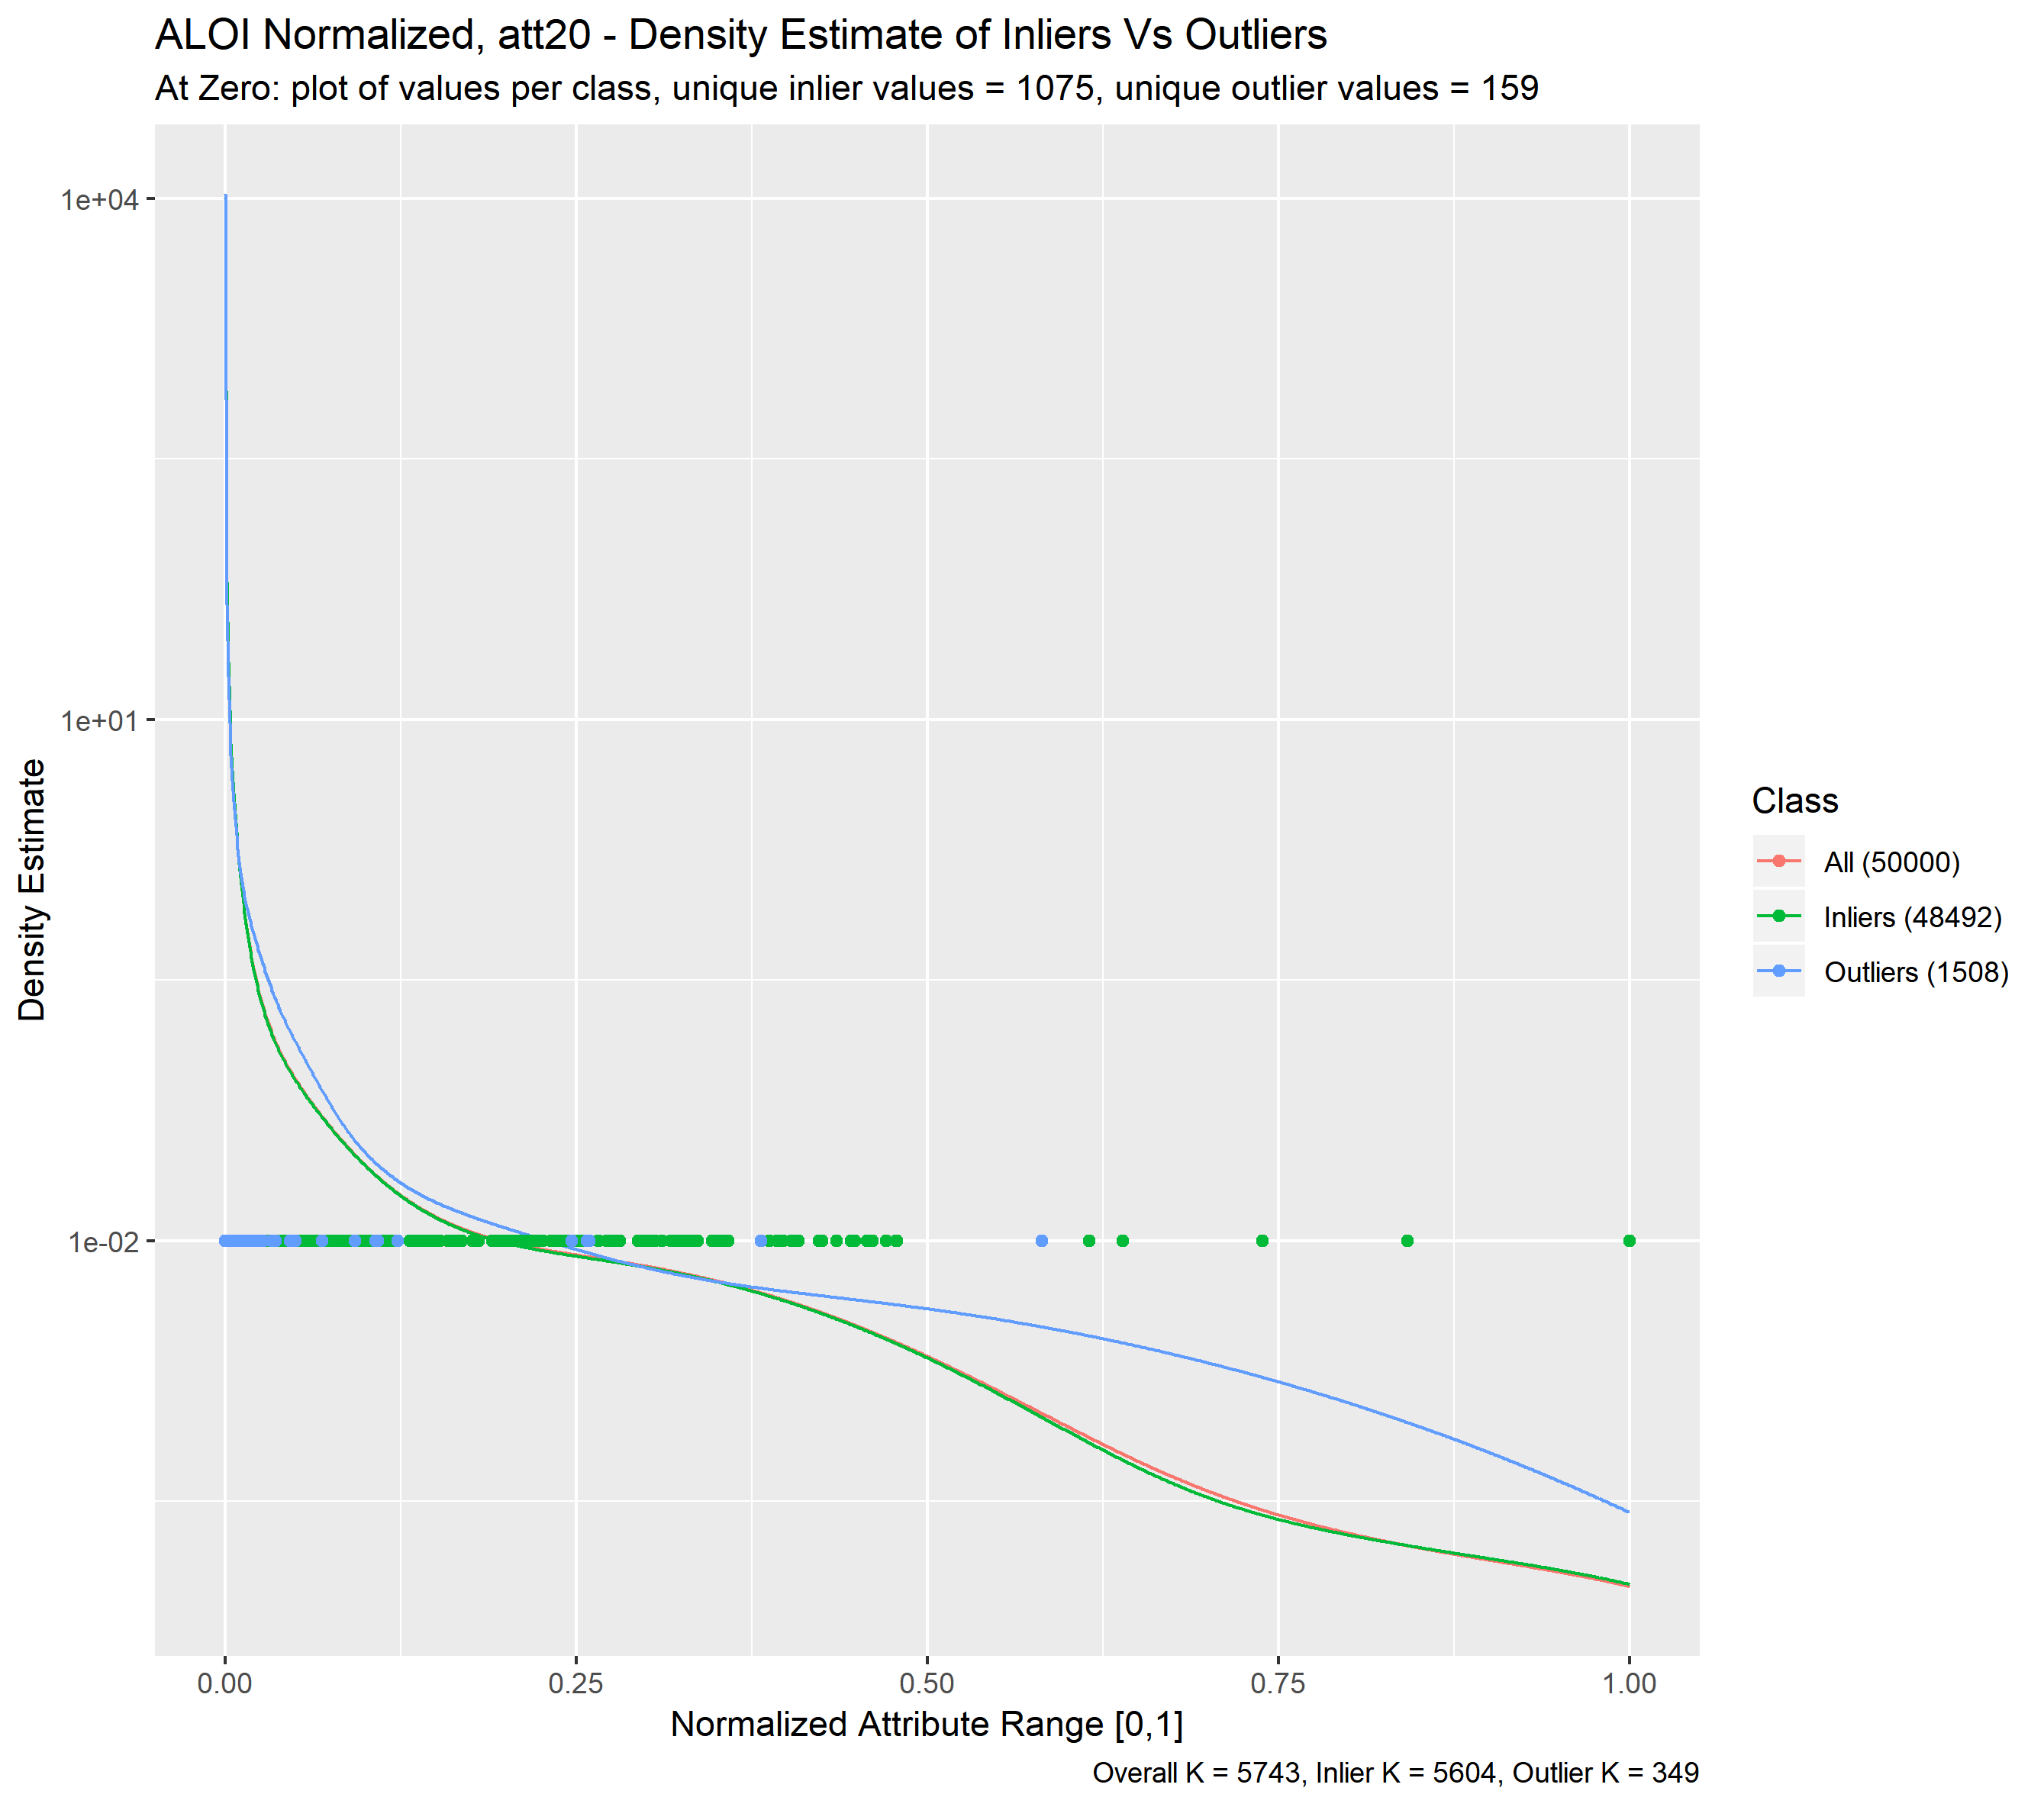 ALOI Normalized, att20 - Density Estimate of Inliers Vs Outliers
At Zero: plot of values per class, unique inlier values = 1075, unique outlier values = 159
1e+04
1e+01
1e-02
Density Estimate
0.00 0.25 0.50 0.75 1.00
Normalized Attribute Range [0,1]
Overall K = 5743, Inlier K = 5604, Outlier K = 349
Class
All (50000)
Inliers (48492)
Outliers (1508)